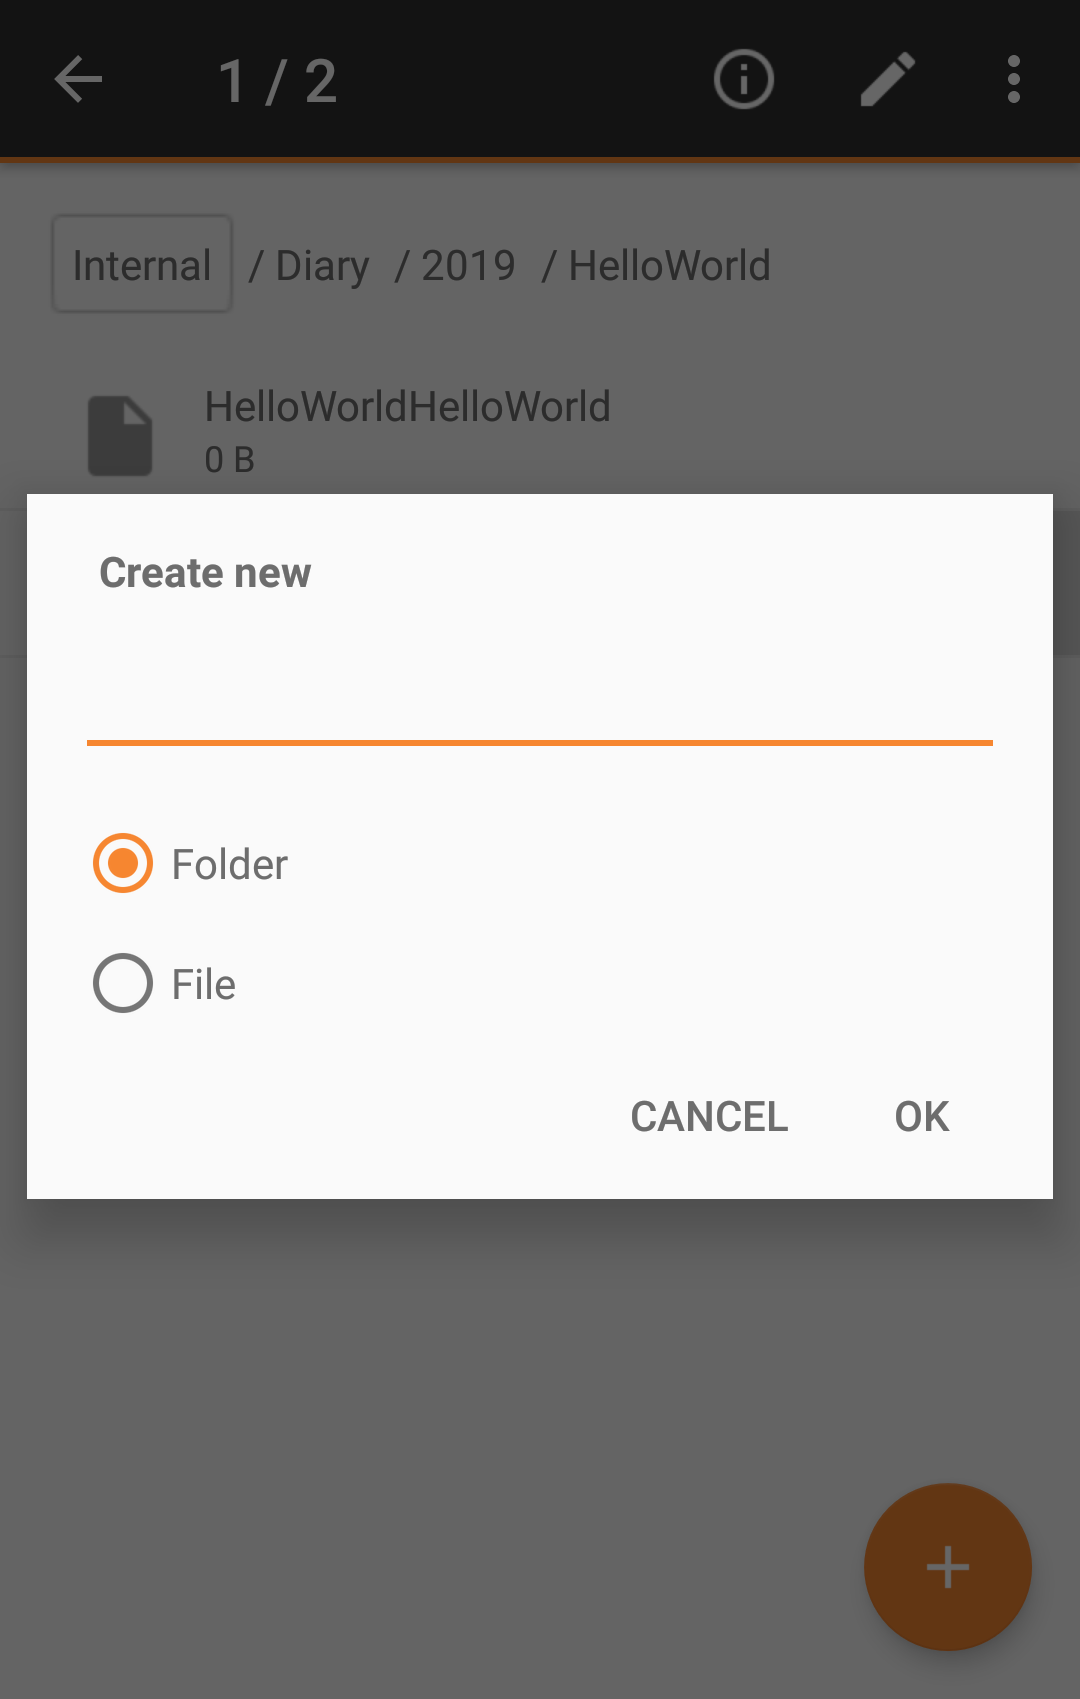 1 / 2
Internal / Diary / 2019 / HelloWorld
HelloWorldHelloWorld
0 B
Create new
Folder
File
CANCEL OK